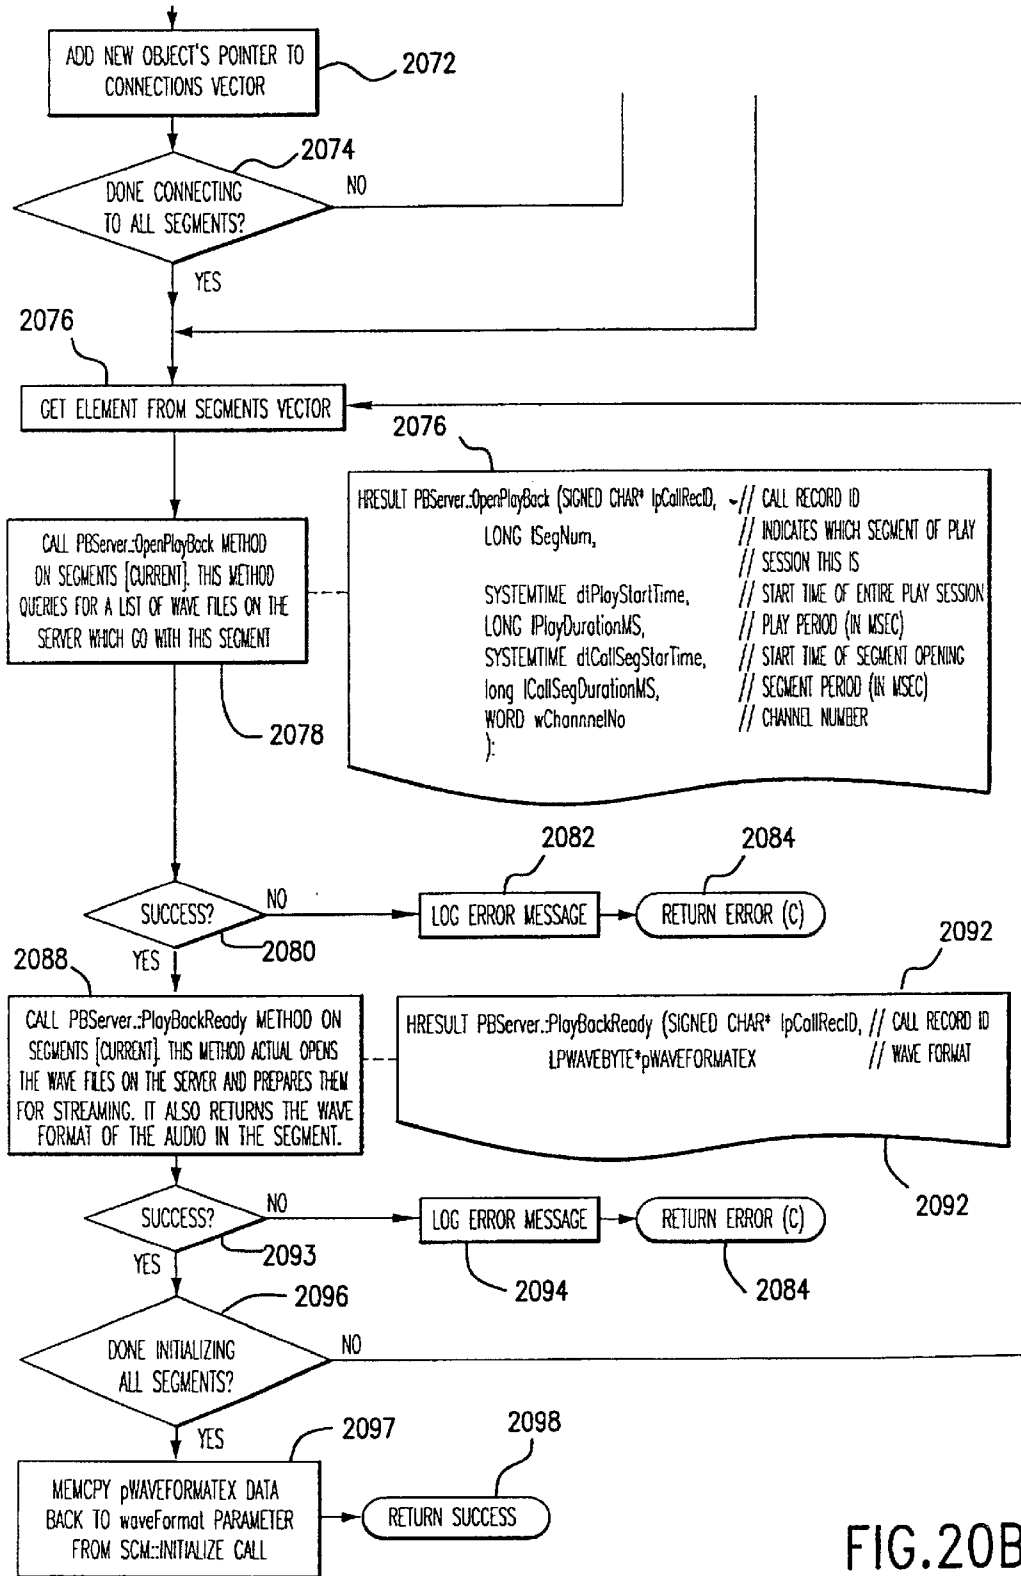 ADD NEW OBJECT'S POINTER TO
CONNECTIONS VECTOR
2072
2074
DONE CONNECTING
TO ALL SEGMENTS?
NO
YES
2076
GET ELEMENT FROM SEGMENTS VECTOR
2076
HRESULT PBServer::OpenPlayBack (SIGNED CHAR* lpCallRecID, // CALL RECORD ID
LONG lSegNum, // INDICATES WHICH SEGMENT OF PLAY
// SESSION THIS IS
SYSTEMTIME dtPlayStartTime, // START TIME OF ENTIRE PLAY SESSION
LONG lPlayDurationMS, // PLAY PERIOD (IN MSEC)
SYSTEMTIME dtCallSegStarTime, // START TIME OF SEGMENT OPENING
long lCallSegDurationMS, // SEGMENT PERIOD (IN MSEC)
WORD wChannnelNo // CHANNEL NUMBER
);
CALL PBServer::OpenPlayBack METHOD
ON SEGMENTS [CURRENT]. THIS METHOD
QUERIES FOR A LIST OF WAVE FILES ON THE
SERVER WHICH GO WITH THIS SEGMENT
2078
SUCCESS?
NO
2080
YES
2082
LOG ERROR MESSAGE
2084
RETURN ERROR (C)
2088
CALL PBServer::PlayBackReady METHOD ON
SEGMENTS [CURRENT]. THIS METHOD ACTUAL OPENS
THE WAVE FILES ON THE SERVER AND PREPARES THEM
FOR STREAMING. IT ALSO RETURNS THE WAVE
FORMAT OF THE AUDIO IN THE SEGMENT.
2092
HRESULT PBServer::PlayBackReady (SIGNED CHAR* lpCallRecID, // CALL RECORD ID
LPWAVEBYTE*pWAVEFORMATEX // WAVE FORMAT
2092
SUCCESS?
NO
2093
YES
LOG ERROR MESSAGE
2094
RETURN ERROR (C)
2084
2096
DONE INITIALIZING
ALL SEGMENTS?
NO
YES
2097
MEMCPY pWAVEFORMATEX DATA
BACK TO waveFormat PARAMETER
FROM SCM::INITIALIZE CALL
2098
RETURN SUCCESS
FIG.20B